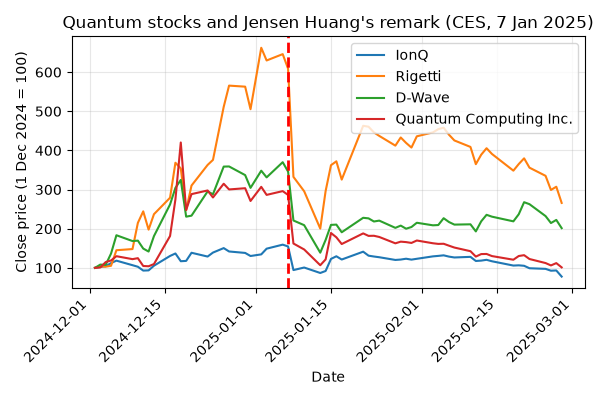 Quantum stocks and Jensen Huang's remark (CES, 7 Jan 2025)
Close price (1 Dec 2024 = 100)
600
500
400
300
200
100
IonQ
Rigetti
D-Wave
Quantum Computing Inc.
2024-12-01
2024-12-15
2025-01-01
2025-01-15
2025-02-01
2025-02-15
2025-03-01
Date